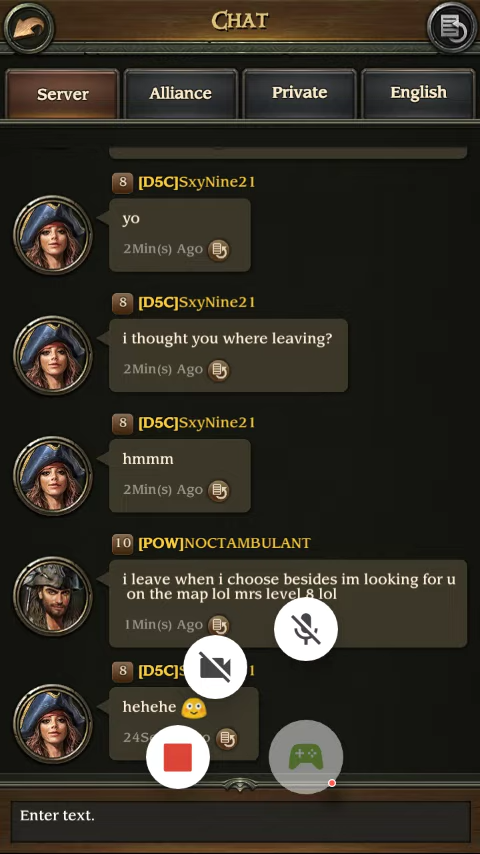 CHAT
Server
Alliance
Private
English
8 [D5C]SxyNine21
yo
2Min(s) Ago
8 [D5C]SxyNine21
i thought you where leaving?
2Min(s) Ago
8 [D5C]SxyNine21
hmmm
2Min(s) Ago
10 [POW]NOCTAMBULANT
i leave when i choose besides im looking for u
on the map lol mrs level 8 lol
1Min(s) Ago
8 [D5C]
hehehe
Enter text.